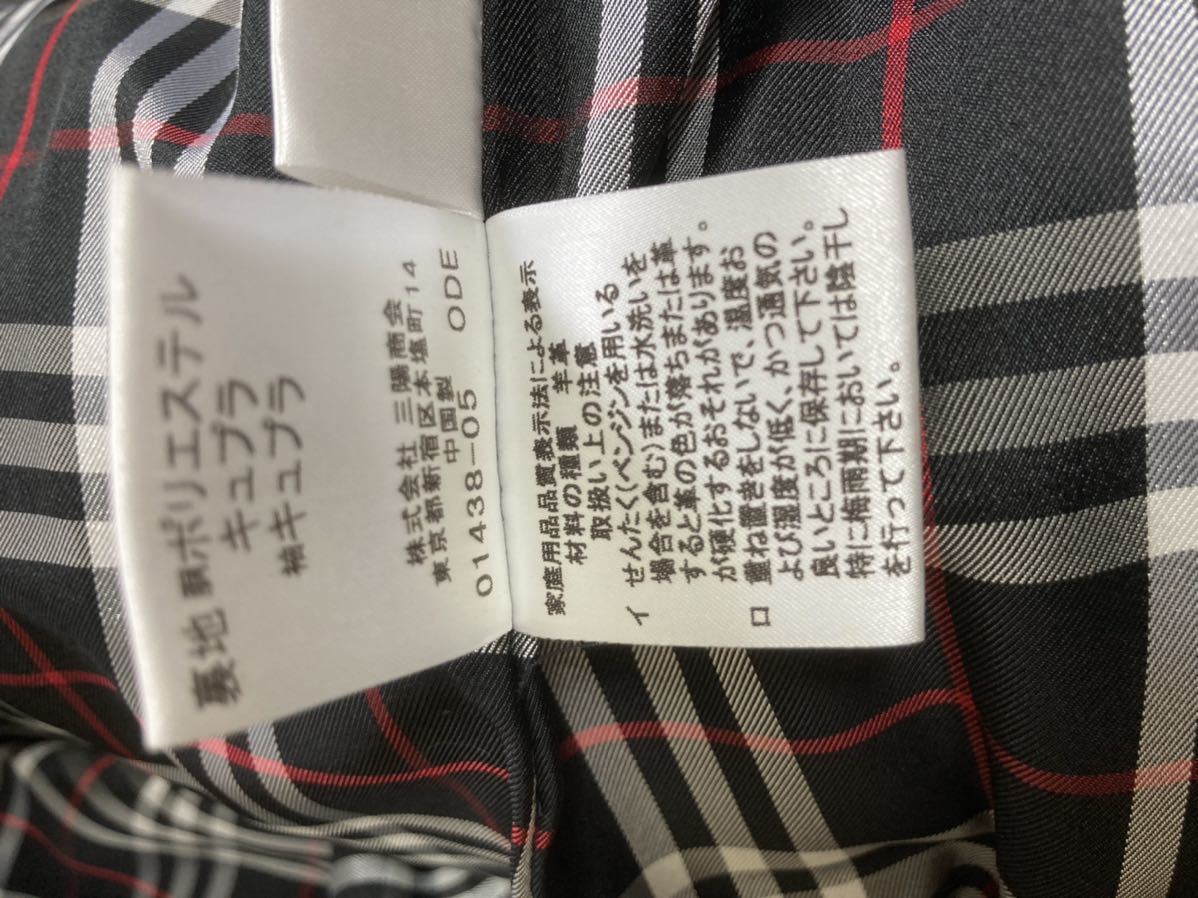 裏地 胴ポリエステル
キュプラ
袖キュプラ
株式会社 三陽商会
東京都新宿区本塩町14
中国製
01438-05 ODE
家庭用品品質表示法による表示
材料の種類 羊革
取扱い上の注意
イ せんたく(ベンジンを用いる
場合を含む)または水洗いを
すると革の色が落ちまたは革
が硬化するおそれがあります。
ロ 重ね置きをしないで、温度お
よび湿度が低く、かつ通気の
良いところに保存して下さい。
特に梅雨期においては陰干し
を行って下さい。